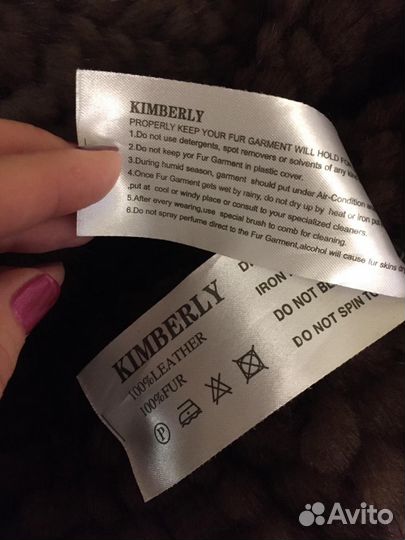 KIMBERLY
PROPERLY KEEP YOUR FUR GARMENT WILL HOLD
1.Do not use detergents, spot removers or solvents of any
2.Do not keep yor Fur Garment in plastic cover.
3.During humid season, garment should put under Air-Condition
4.Once Fur Garment gets wet by rainy, do not dry up by heat or iron
,put at cool or windy place or consult to your specialized cleaners.
5.After every wearing,use special brush to comb for cleaning.
6.Do not spray perfume direct to the Fur Garment,alcohol will cause fur skins
KIMBERLY
100%LEATHER
100%FUR
P
IRON
DO NOT
DO NOT SPIN
Avito